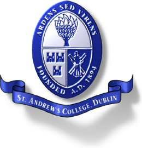 ARDENS SED VIRENS
FOUNDED A.D. 1894
ST. ANDREW'S COLLEGE DUBLIN